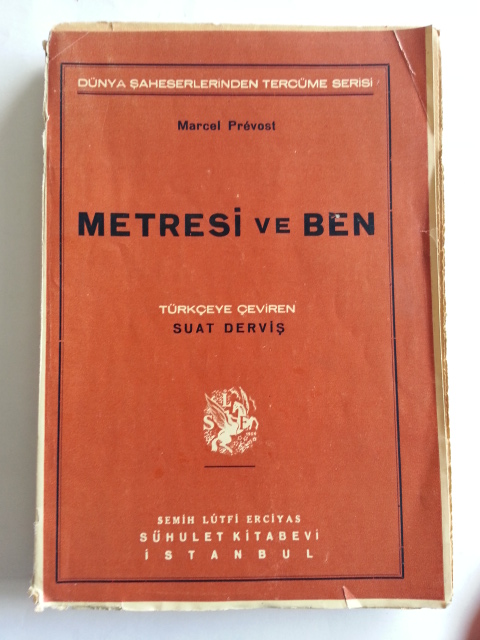 DÜNYA ŞAHESERLERİNDEN TERCÜME SERİSİ
Marcel Prévost
METRESİ VE BEN
TÜRKÇEYE ÇEVİREN
SUAT DERVİŞ
S L E
SEMİH LÛTFİ ERCİYAS
SÜHULET KİTABEVİ
İSTANBUL